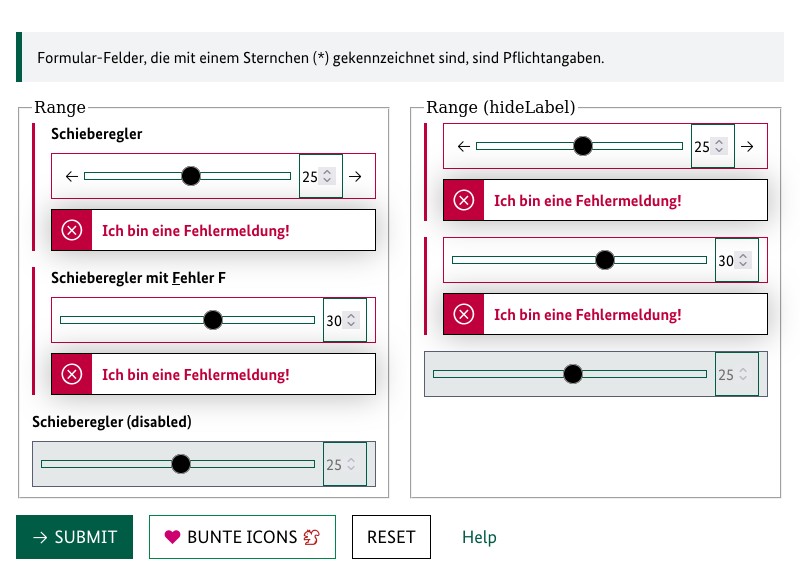 Formular-Felder, die mit einem Sternchen (*) gekennzeichnet sind, sind Pflichtangaben.
Range
Schieberegler
25
Ich bin eine Fehlermeldung!
Schieberegler mit Fehler F
30
Ich bin eine Fehlermeldung!
Schieberegler (disabled)
25
Range (hideLabel)
25
Ich bin eine Fehlermeldung!
30
Ich bin eine Fehlermeldung!
25
SUBMIT
BUNTE ICONS
RESET
Help